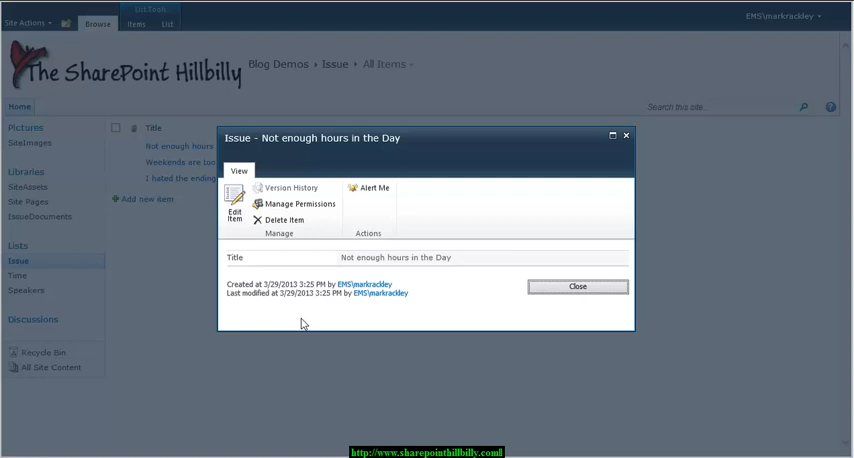 Site Actions
Browse
List Tools
Items
List
EMS\markrackley
The SharePoint Hillbilly
Blog Demos
Issue
All Items
Home
Search this site...
Pictures
SiteImages
Libraries
SiteAssets
Site Pages
IssueDocuments
Lists
Issue
Time
Speakers
Discussions
Recycle Bin
All Site Content
Title
Not enough hours
Weekends are too
I hated the ending
Add new item
Issue - Not enough hours in the Day
View
Edit
Item
Version History
Manage Permissions
Delete Item
Manage
Alert Me
Actions
Title
Not enough hours in the Day
Created at 3/29/2013 3:25 PM by EMS\markrackley
Last modified at 3/29/2013 3:25 PM by EMS\markrackley
Close
http://www.sharepointhillbilly.com